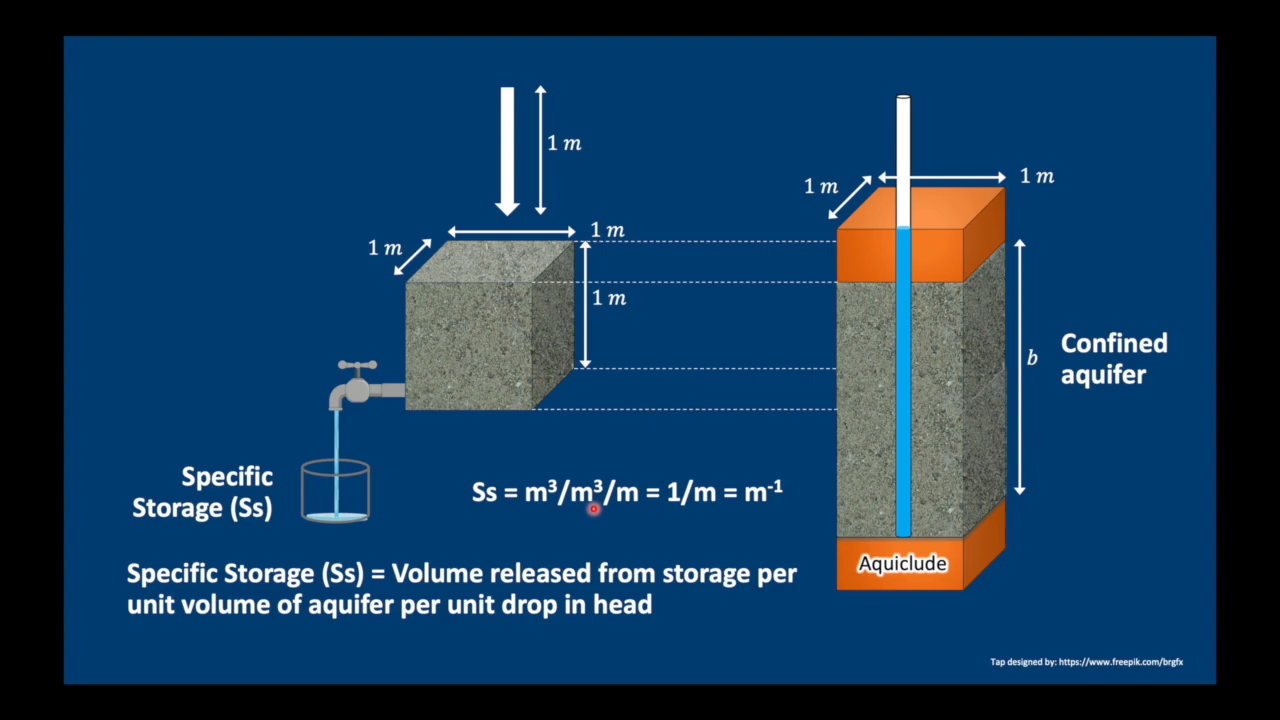 1 m
1 m
1 m
1 m
1 m
1 m
b
Confined
aquifer
Specific
Storage (Ss)
Ss = m³/m³/m = 1/m = m⁻¹
Aquiclude
Specific Storage (Ss) = Volume released from storage per
unit volume of aquifer per unit drop in head
Tap designed by: https://www.freepik.com/brgfx